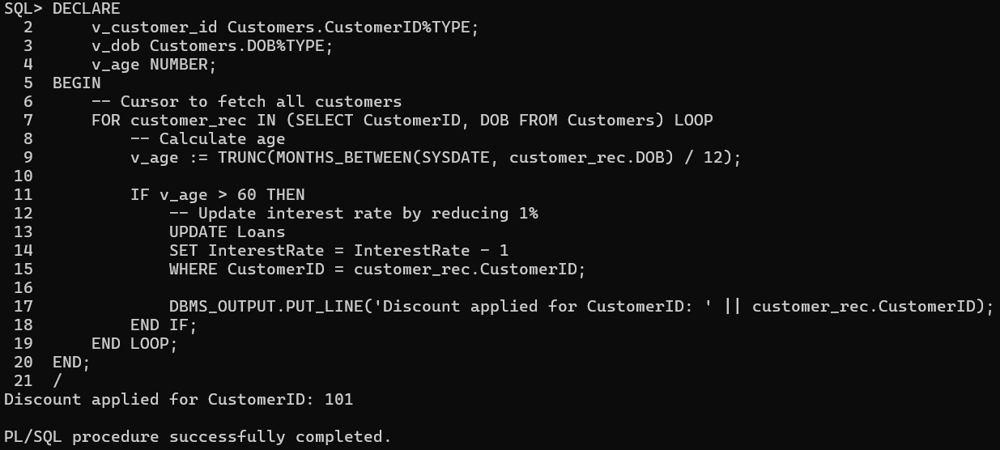 SQL> DECLARE
  2      v_customer_id Customers.CustomerID%TYPE;
  3      v_dob Customers.DOB%TYPE;
  4      v_age NUMBER;
  5  BEGIN
  6      -- Cursor to fetch all customers
  7      FOR customer_rec IN (SELECT CustomerID, DOB FROM Customers) LOOP
  8          -- Calculate age
  9          v_age := TRUNC(MONTHS_BETWEEN(SYSDATE, customer_rec.DOB) / 12);
 10
 11          IF v_age > 60 THEN
 12              -- Update interest rate by reducing 1%
 13              UPDATE Loans
 14              SET InterestRate = InterestRate - 1
 15              WHERE CustomerID = customer_rec.CustomerID;
 16
 17              DBMS_OUTPUT.PUT_LINE('Discount applied for CustomerID: ' || customer_rec.CustomerID);
 18          END IF;
 19      END LOOP;
 20  END;
 21  /
Discount applied for CustomerID: 101

PL/SQL procedure successfully completed.